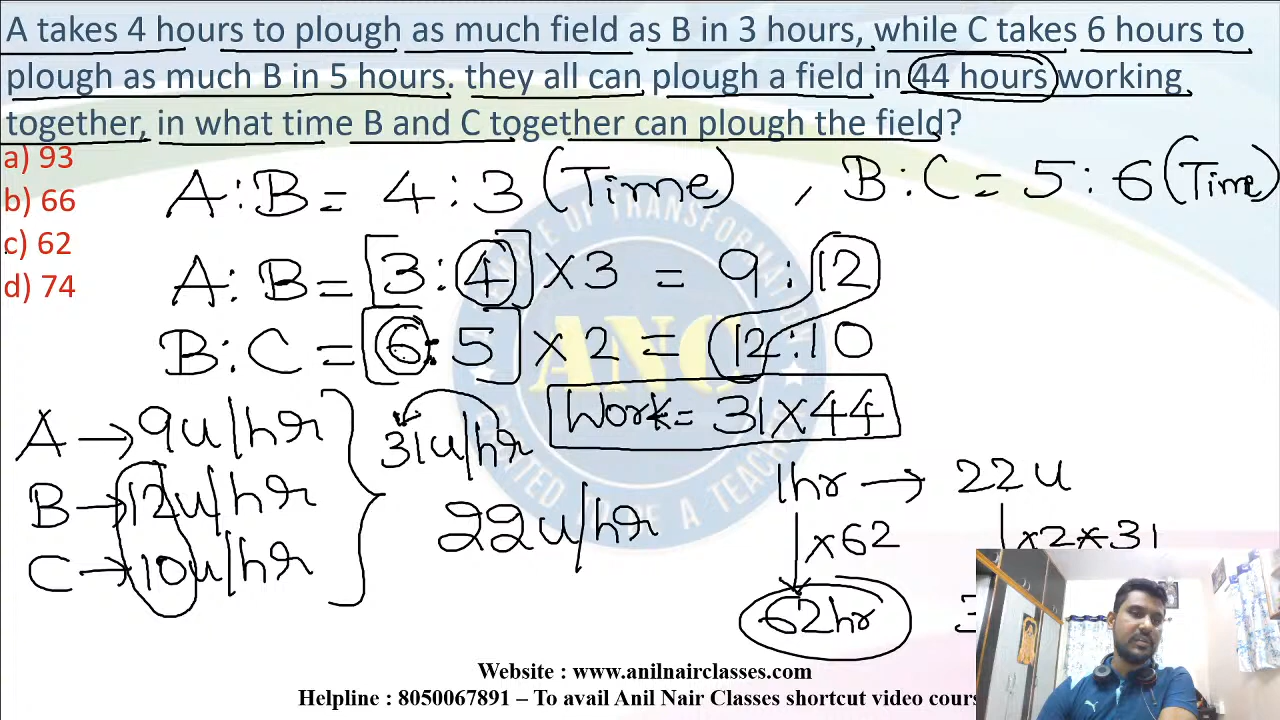 A takes 4 hours to plough as much field as B in 3 hours, while C takes 6 hours to
plough as much B in 5 hours. they all can plough a field in 44 hours working
together, in what time B and C together can plough the field?
a) 93
b) 66
c) 62
d) 74
A:B = 4:3 (Time) , B:C = 5:6 (Time)
A:B = [3:4] × 3 = 9:12
B:C = [6:5] × 2 = 12:10
Work = 31 × 44
A → 9u/hr
B → 12u/hr
C → 10u/hr
31u/hr
22u/hr
1hr → 22u
×62 ×2×31
62hr 3
ANC
Website : www.anilnairclasses.com
Helpline : 8050067891 – To avail Anil Nair Classes shortcut video cours